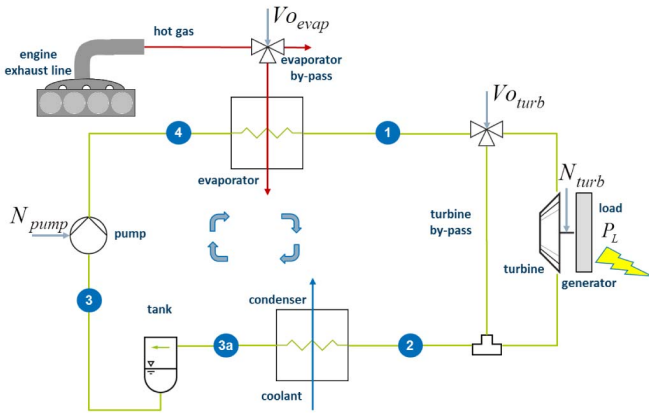 Vo_evap
hot gas
engine
exhaust line
evaporator
by-pass
Vo_turb
4
1
evaporator
N_turb
N_pump
pump
turbine
by-pass
load
P_L
turbine
generator
3
tank
condenser
3a
2
coolant